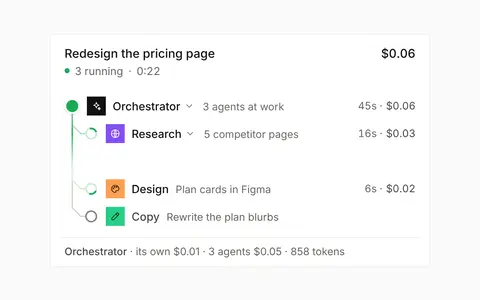 Redesign the pricing page $0.06
3 running · 0:22
Orchestrator 3 agents at work 45s · $0.06
Research 5 competitor pages 16s · $0.03
Design Plan cards in Figma 6s · $0.02
Copy Rewrite the plan blurbs
Orchestrator · its own $0.01 · 3 agents $0.05 · 858 tokens